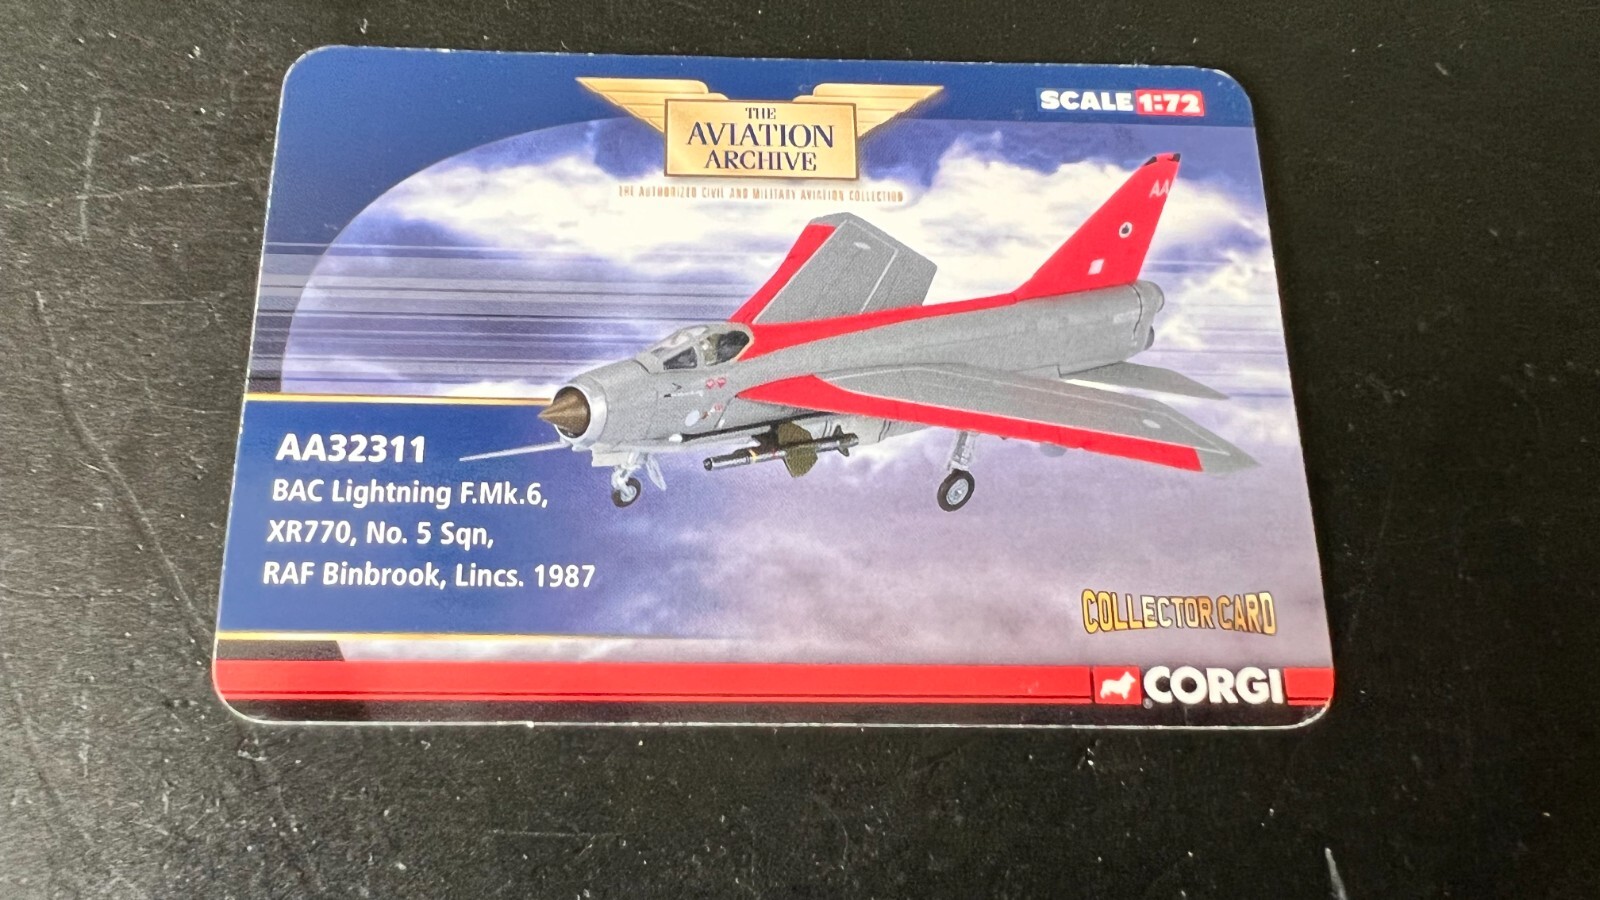 THE
AVIATION
ARCHIVE
THE AUTHORIZED CIVIL AND MILITARY AVIATION COLLECTION
SCALE 1:72
AA
AA32311
BAC Lightning F.Mk.6,
XR770, No. 5 Sqn,
RAF Binbrook, Lincs. 1987
COLLECTOR CARD
CORGI